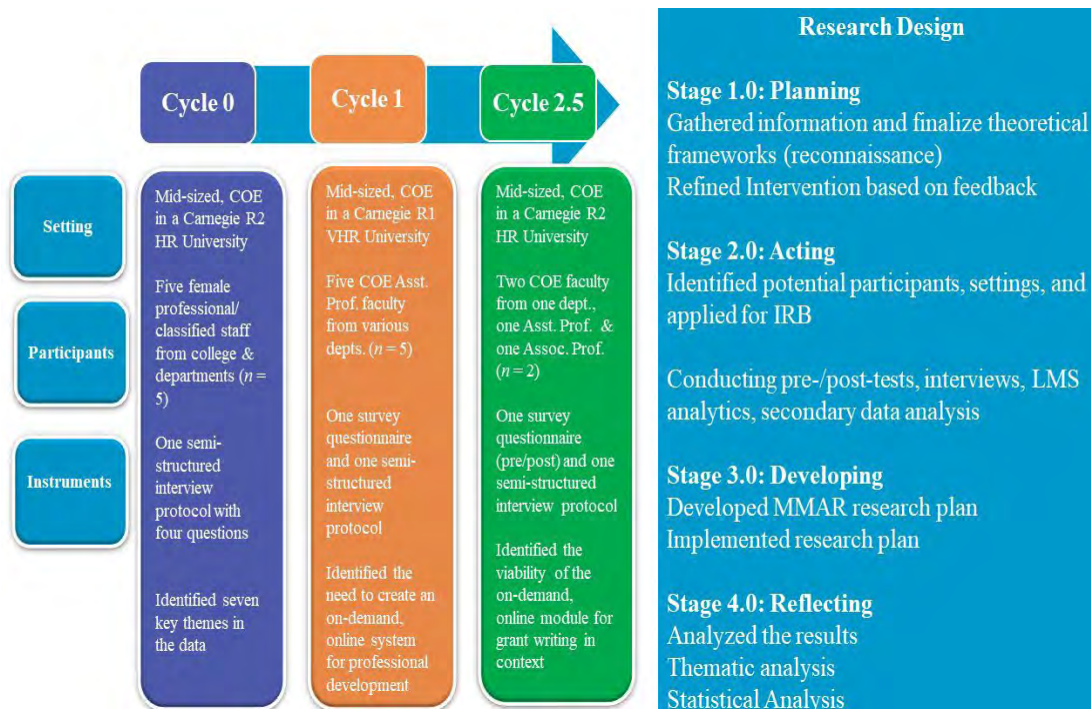 Cycle 0
Cycle 1
Cycle 2.5
Setting
Participants
Instruments
Mid-sized, COE
in a Carnegie R2
HR University
Five female
professional/
classified staff
from college &
departments (n =
5)
One semi-
structured
interview
protocol with
four questions
Identified seven
key themes in
the data
Mid-sized, COE
in a Carnegie R1
VHR University
Five COE Asst.
Prof. faculty
from various
depts. (n = 5)
One survey
questionnaire
and one semi-
structured
interview
protocol
Identified the
need to create an
on-demand,
online system
for professional
development
Mid-sized, COE
in a Carnegie R2
HR University
Two COE faculty
from one dept.,
one Asst. Prof. &
one Assoc. Prof.
(n = 2)
One survey
questionnaire
(pre/post) and one
semi-structured
interview protocol
Identified the
viability of the
on-demand,
online module for
grant writing in
context
Research Design
Stage 1.0: Planning
Gathered information and finalize theoretical
frameworks (reconnaissance)
Refined Intervention based on feedback
Stage 2.0: Acting
Identified potential participants, settings, and
applied for IRB
Conducting pre-/post-tests, interviews, LMS
analytics, secondary data analysis
Stage 3.0: Developing
Developed MMAR research plan
Implemented research plan
Stage 4.0: Reflecting
Analyzed the results
Thematic analysis
Statistical Analysis